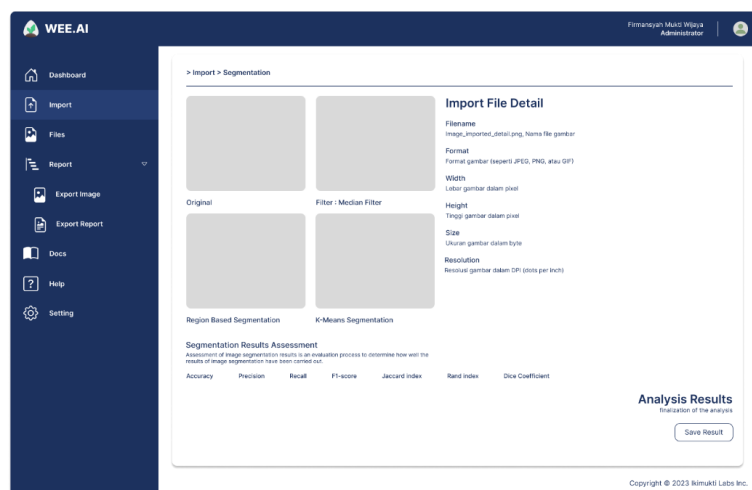 WEE.AI
Firmansyah Mukti Wijaya
Administrator
Dashboard
Import
Files
Report
Export Image
Export Report
Docs
Help
Setting
> Import > Segmentation
Original
Filter : Median Filter
Region Based Segmentation
K-Means Segmentation
Import File Detail
Filename
Image_imported_detail.png, Nama file gambar
Format
Format gambar (seperti JPEG, PNG, atau GIF)
Width
Lebar gambar dalam pixel
Height
Tinggi gambar dalam pixel
Size
Ukuran gambar dalam byte
Resolution
Resolusi gambar dalam DPI (dots per inch)
Segmentation Results Assessment
Assessment of image segmentation results is an evaluation process to determine how well the
results of image segmentation have been carried out.
Accuracy Precision Recall F1-score Jaccard index Rand index Dice Coefficient
Analysis Results
finalization of the analysis
Save Result
Copyright © 2023 Ikimukti Labs Inc.